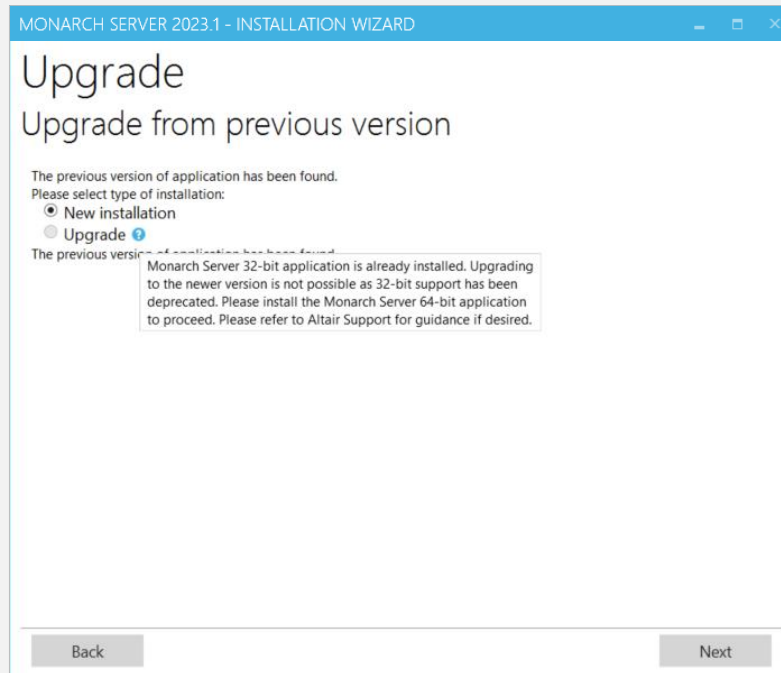 MONARCH SERVER 2023.1 - INSTALLATION WIZARD
Upgrade
Upgrade from previous version
The previous version of application has been found.
Please select type of installation:
New installation
Upgrade ?
The previous
Monarch Server 32-bit application is already installed. Upgrading
to the newer version is not possible as 32-bit support has been
deprecated. Please install the Monarch Server 64-bit application
to proceed. Please refer to Altair Support for guidance if desired.
Back
Next